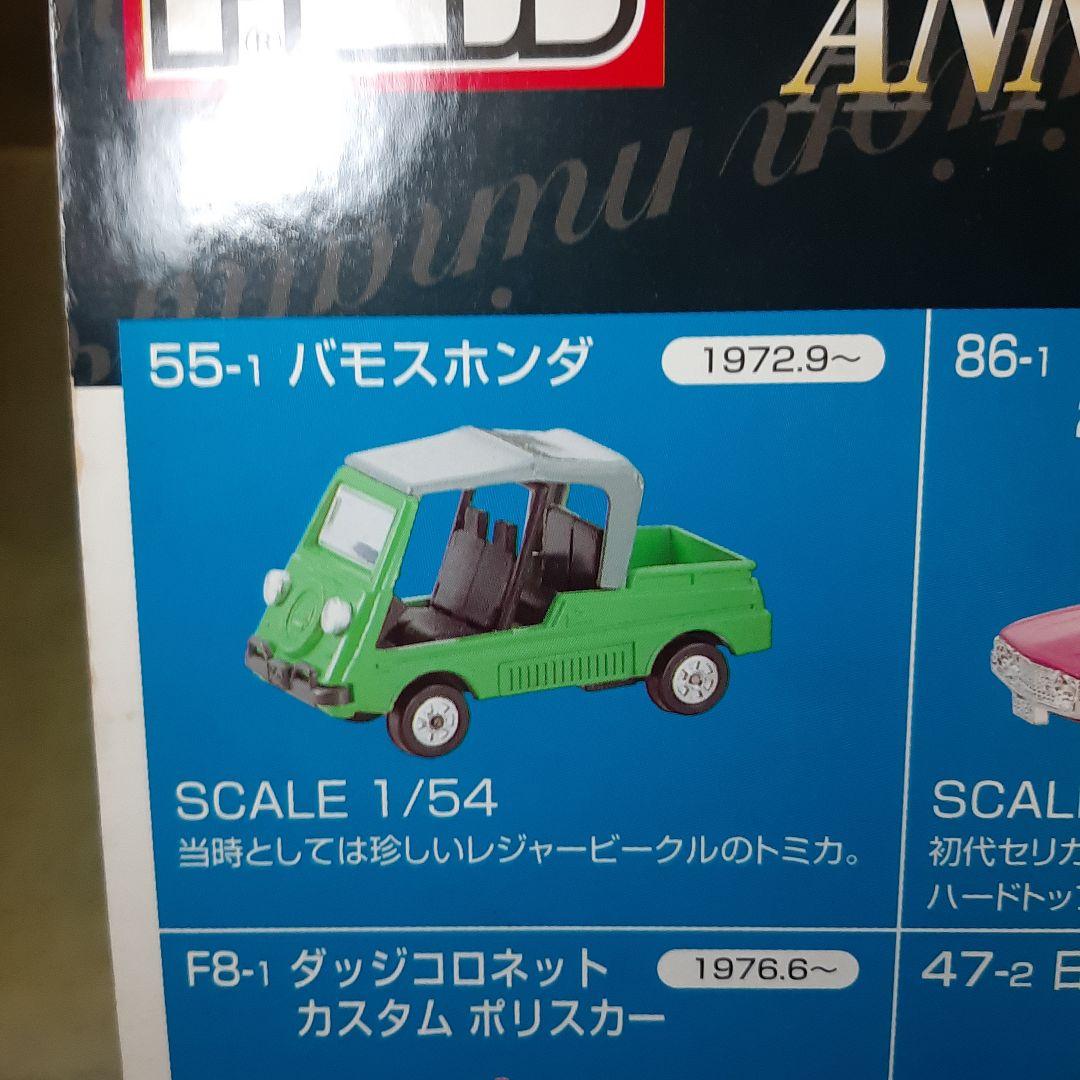 (R)
ANN
55-1 バモスホンダ 1972.9～
86-1
SCALE 1/54
当時としては珍しいレジャービークルのトミカ。
SCAL
初代セリカ
ハードトップ
F8-1 ダッジコロネット 1976.6～
カスタム ポリスカー
47-2 日